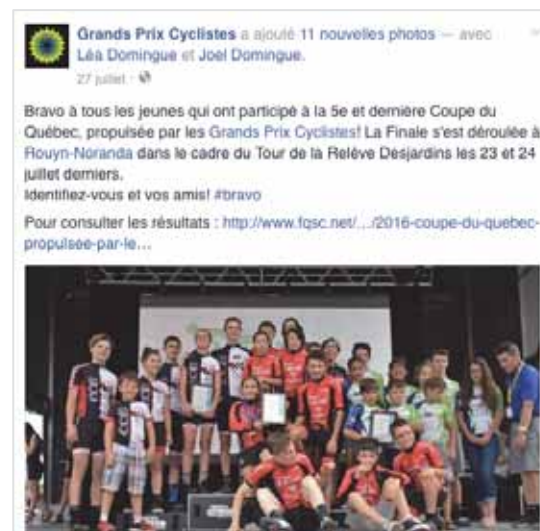 Grands Prix Cyclistes a ajouté 11 nouvelles photos — avec
Léa Domingue et Joel Domingue.
27 juillet ·
Bravo à tous les jeunes qui ont participé à la 5e et dernière Coupe du
Québec, propulsée par les Grands Prix Cyclistes! La Finale s'est déroulée à
Rouyn-Noranda dans le cadre du Tour de la Relève Desjardins les 23 et 24
juillet derniers.
Identifiez-vous et vos amis! #bravo
Pour consulter les résultats : http://www.fqsc.net/…/2016-coupe-du-quebec-
propulsee-par-le…